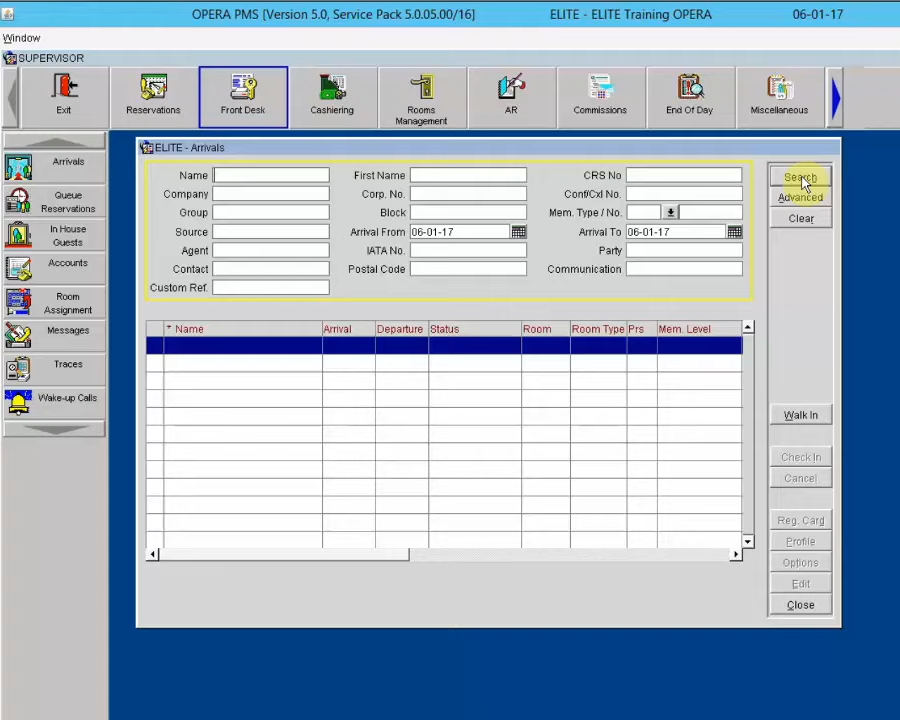 OPERA PMS [Version 5.0, Service Pack 5.0.05.00/16] ELITE - ELITE Training OPERA 06-01-17
Window
SUPERVISOR
Exit Reservations Front Desk Cashiering Rooms Management AR Commissions End Of Day Miscellaneous
Arrivals
Queue
Reservations
In House
Guests
Accounts
Room
Assignment
Messages
Traces
Wake-up Calls
ELITE - Arrivals
Name First Name CRS No
Company Corp. No. Conf/Cxl No.
Group Block Mem. Type / No.
Source Arrival From 06-01-17 Arrival To 06-01-17
Agent IATA No. Party
Contact Postal Code Communication
Custom Ref.
* Name Arrival Departure Status Room Room Type Prs Mem. Level
Search
Advanced
Clear
Walk In
Check In
Cancel
Reg. Card
Profile
Options
Edit
Close